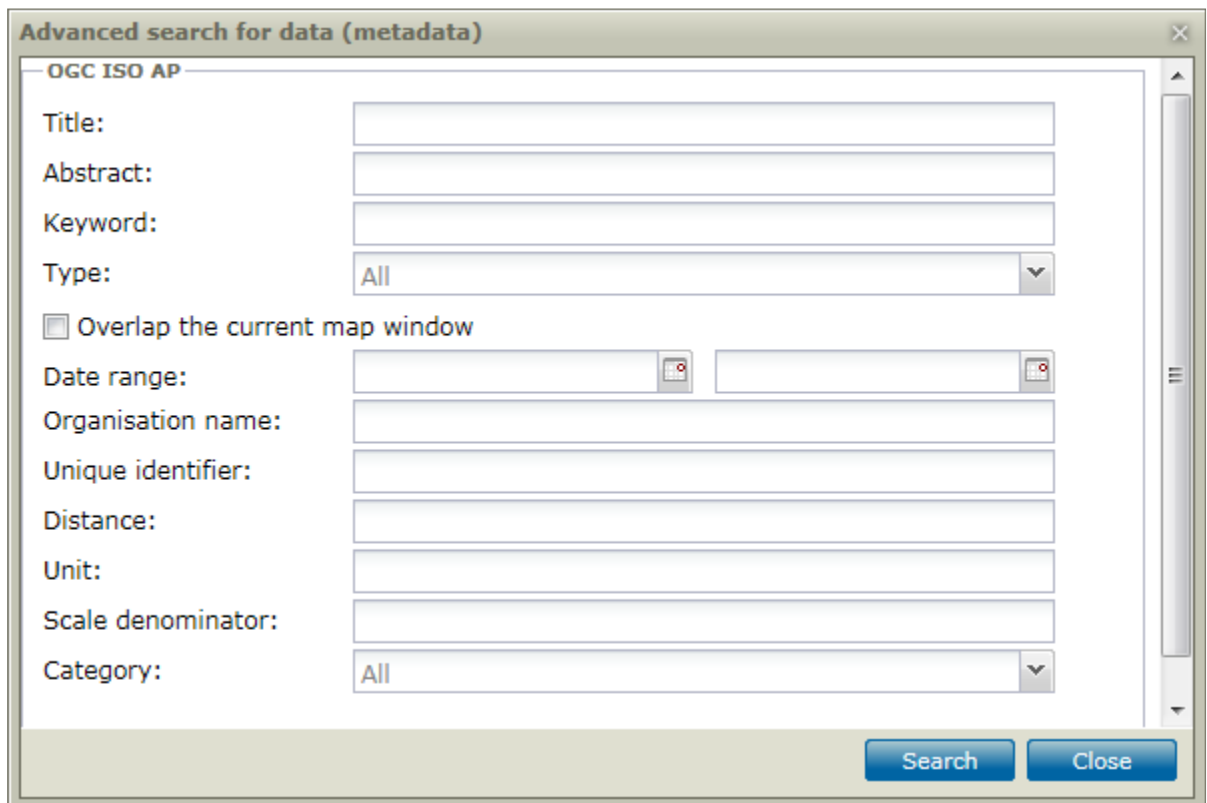 Advanced search for data (metadata)
OGC ISO AP
Title:
Abstract:
Keyword:
Type: All
Overlap the current map window
Date range:
Organisation name:
Unique identifier:
Distance:
Unit:
Scale denominator:
Category: All
Search Close